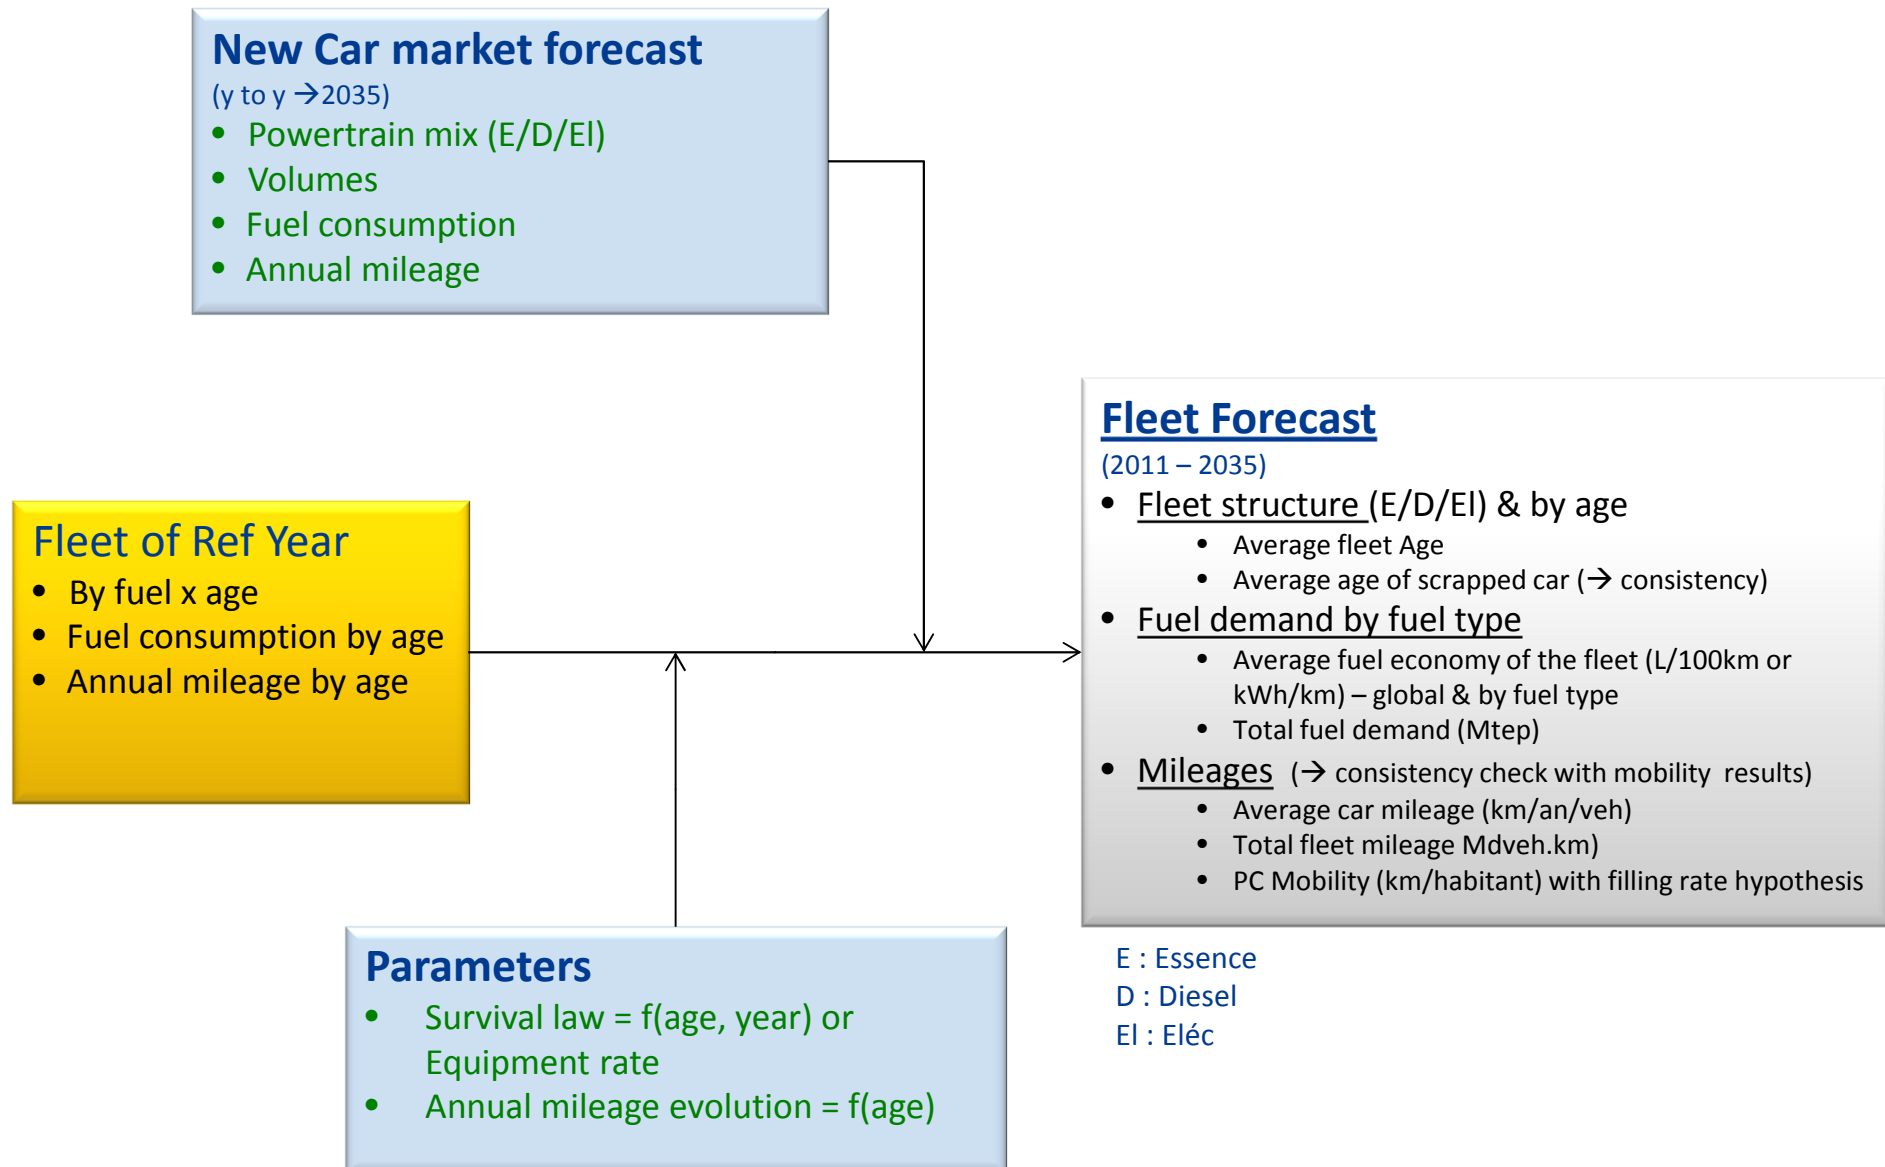 New Car market forecast
(y to y →2035)
• Powertrain mix (E/D/El)
• Volumes
• Fuel consumption
• Annual mileage
Fleet of Ref Year
• By fuel x age
• Fuel consumption by age
• Annual mileage by age
Parameters
• Survival law = f(age, year) or
Equipment rate
• Annual mileage evolution = f(age)
Fleet Forecast
(2011 – 2035)
• Fleet structure (E/D/El) & by age
• Average fleet Age
• Average age of scrapped car (→ consistency)
• Fuel demand by fuel type
• Average fuel economy of the fleet (L/100km or
kWh/km) – global & by fuel type
• Total fuel demand (Mtep)
• Mileages (→ consistency check with mobility results)
• Average car mileage (km/an/veh)
• Total fleet mileage Mdveh.km)
• PC Mobility (km/habitant) with filling rate hypothesis
E : Essence
D : Diesel
El : Eléc